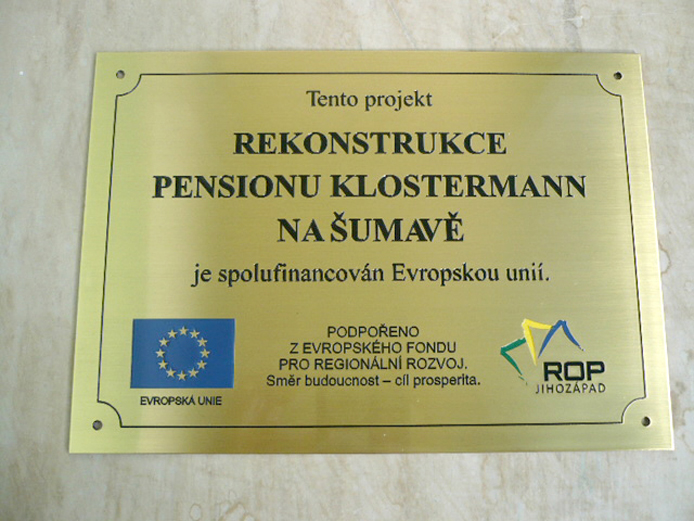 Tento projekt
REKONSTRUKCE
PENSIONU KLOSTERMANN
NA ŠUMAVĚ
je spolufinancován Evropskou unií.
PODPOŘENO
Z EVROPSKÉHO FONDU
PRO REGIONÁLNÍ ROZVOJ.
Směr budoucnost – cíl prosperita.
EVROPSKÁ UNIE
ROP
JIHOZÁPAD